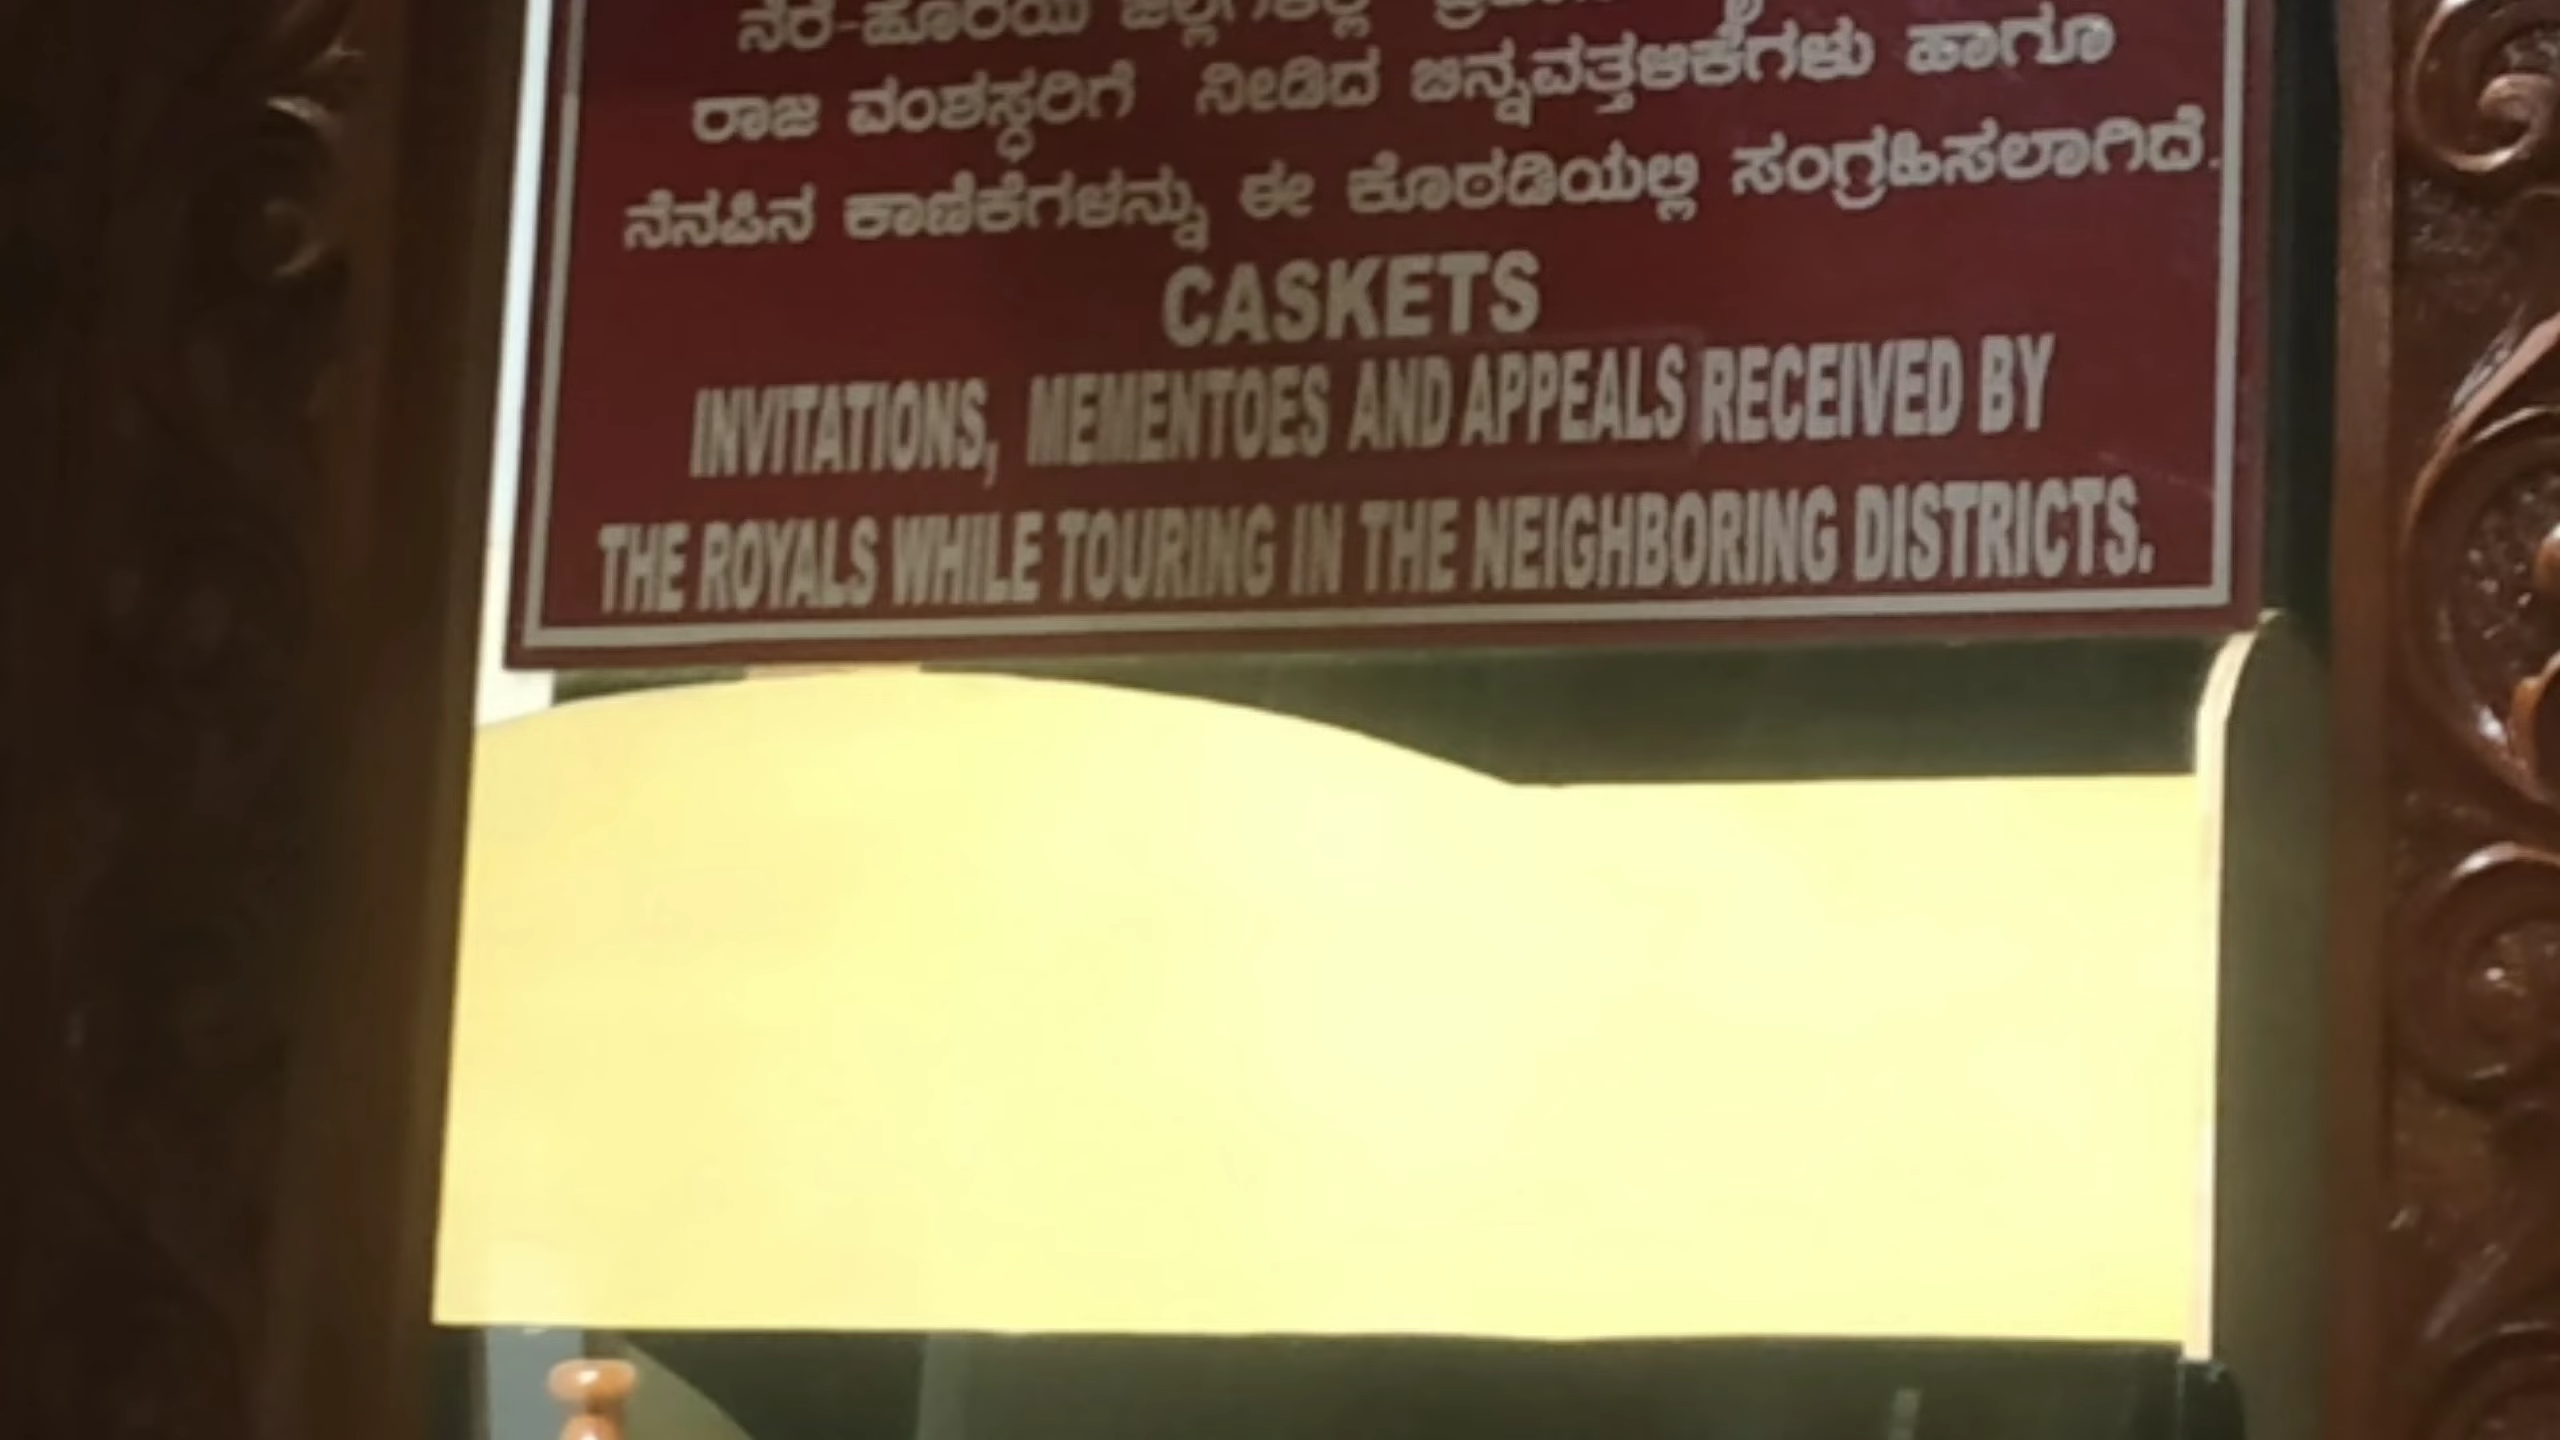 ನೆರೆ-ಹೊರೆಯ ಜಿಲ್ಲೆಗಳಲ್ಲಿ
ರಾಜ ವಂಶಸ್ಥರಿಗೆ ನೀಡಿದ ಬಿನ್ನವತ್ತಳಿಕೆಗಳು ಹಾಗೂ
ನೆನಪಿನ ಕಾಣಿಕೆಗಳನ್ನು ಈ ಕೊಠಡಿಯಲ್ಲಿ ಸಂಗ್ರಹಿಸಲಾಗಿದೆ.
CASKETS
INVITATIONS, MEMENTOES AND APPEALS RECEIVED BY
THE ROYALS WHILE TOURING IN THE NEIGHBORING DISTRICTS.